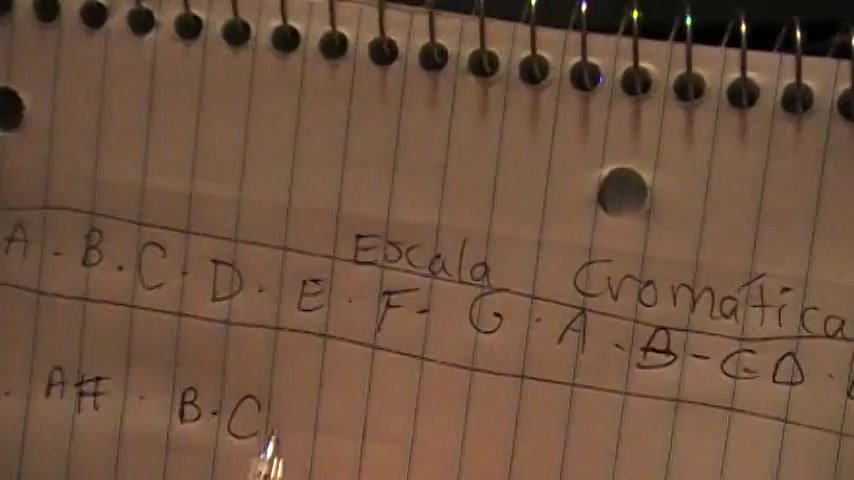 Escala Cromática
A . B . C . D . E . F - G . A . B - C D .
. A# . B . C